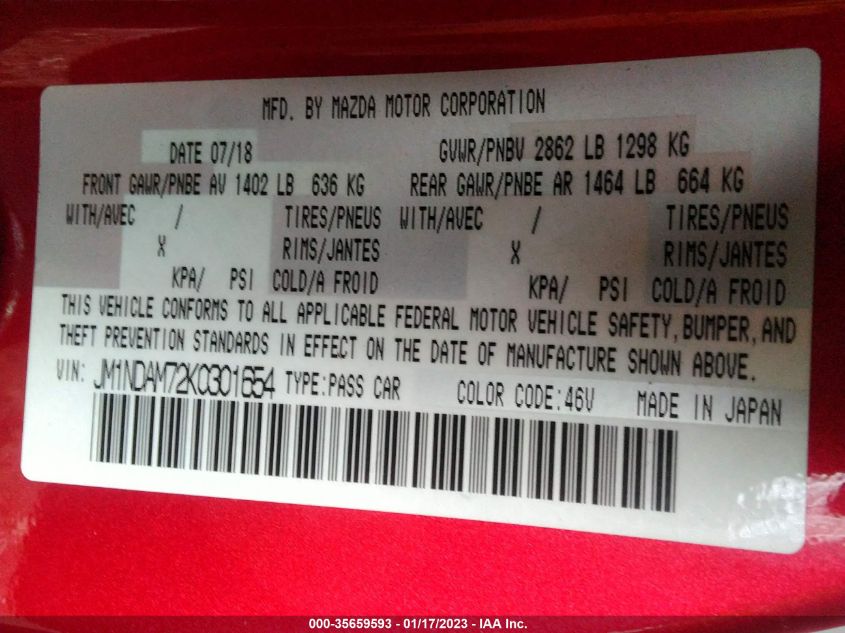 MFD. BY MAZDA MOTOR CORPORATION
DATE 07/18 GVWR/PNBV 2862 LB 1298 KG
FRONT GAWR/PNBE AV 1402 LB 636 KG REAR GAWR/PNBE AR 1464 LB 664 KG
WITH/AVEC / TIRES/PNEUS WITH/AVEC / TIRES/PNEUS
X RIMS/JANTES X RIMS/JANTES
KPA/ PSI COLD/A FROID KPA/ PSI COLD/A FROID
THIS VEHICLE CONFORMS TO ALL APPLICABLE FEDERAL MOTOR VEHICLE SAFETY, BUMPER, AND
THEFT PREVENTION STANDARDS IN EFFECT ON THE DATE OF MANUFACTURE SHOWN ABOVE.
VIN: JM1NDAM72K0301654 TYPE:PASS CAR COLOR CODE:46V MADE IN JAPAN
000-35659593 - 01/17/2023 - IAA Inc.